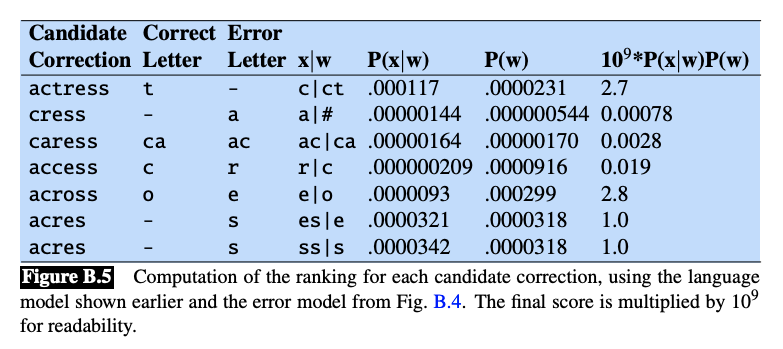 Candidate Correct Error
Correction Letter Letter x|w P(x|w) P(w) 10⁹*P(x|w)P(w)
actress t - c|ct .000117 .0000231 2.7
cress - a a|# .00000144 .000000544 0.00078
caress ca ac ac|ca .00000164 .00000170 0.0028
access c r r|c .000000209 .0000916 0.019
across o e e|o .0000093 .000299 2.8
acres - s es|e .0000321 .0000318 1.0
acres - s ss|s .0000342 .0000318 1.0
Figure B.5 Computation of the ranking for each candidate correction, using the language
model shown earlier and the error model from Fig. B.4. The final score is multiplied by 10⁹
for readability.